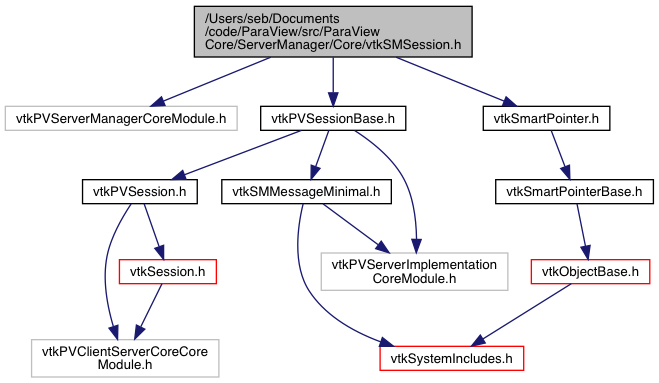 /Users/seb/Documents
/code/ParaView/src/ParaView
Core/ServerManager/Core/vtkSMSession.h
vtkPVServerManagerCoreModule.h
vtkPVSessionBase.h
vtkSmartPointer.h
vtkPVSession.h
vtkSMMessageMinimal.h
vtkSmartPointerBase.h
vtkSession.h
vtkPVServerImplementation
CoreModule.h
vtkObjectBase.h
vtkPVClientServerCoreCore
Module.h
vtkSystemIncludes.h